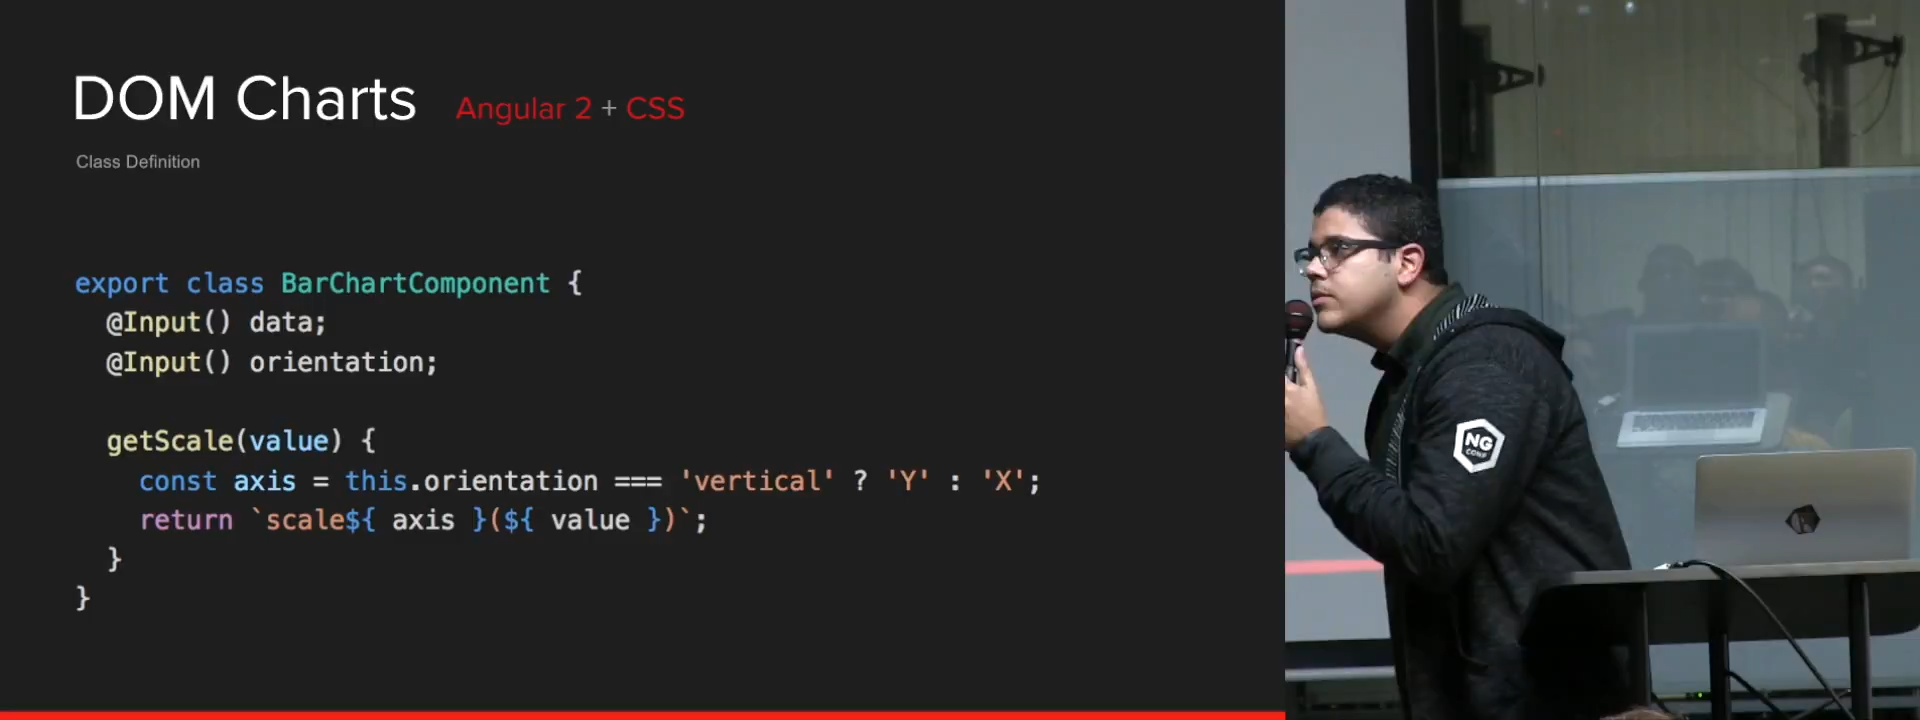 DOM Charts Angular 2 + CSS
Class Definition
export class BarChartComponent {
@Input() data;
@Input() orientation;
getScale(value) {
const axis = this.orientation === 'vertical' ? 'Y' : 'X';
return `scale${ axis }(${ value })`;
}
}
NG
CONF